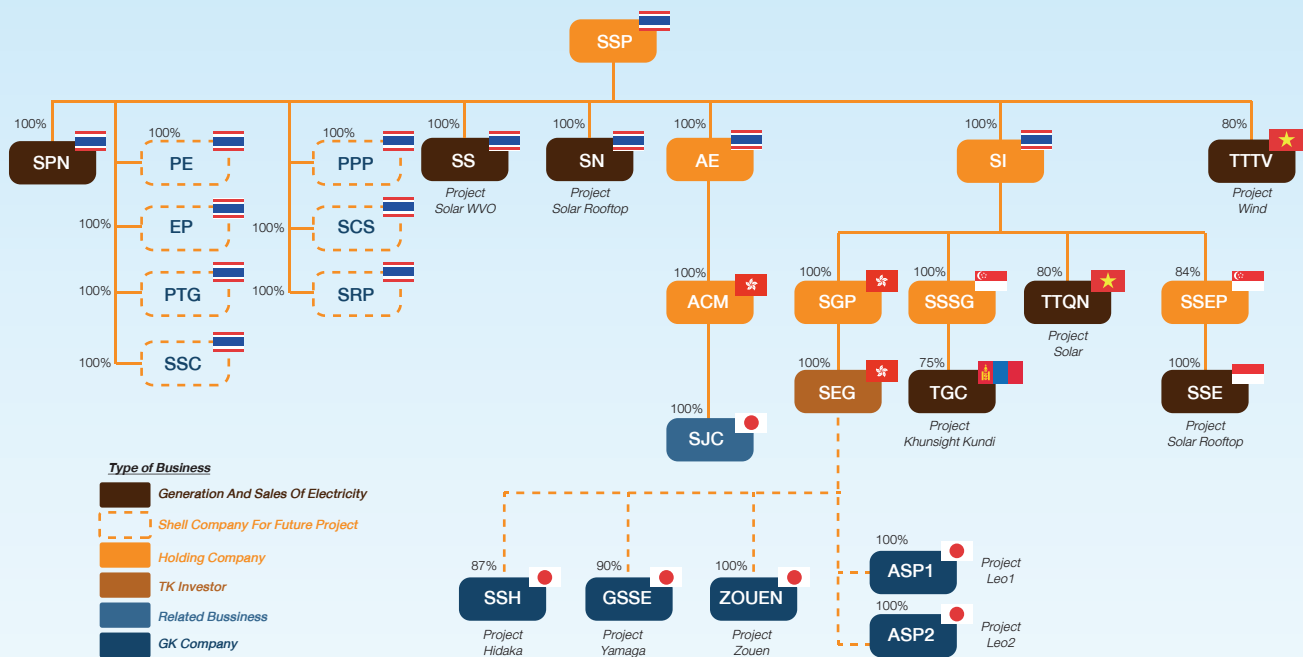 SSP
100%
SPN
100%
PE
100%
EP
100%
PTG
100%
SSC
100%
PPP
100%
SCS
100%
SRP
100%
SS
Project
Solar WVO
100%
SN
Project
Solar Rooftop
100%
AE
100%
SI
80%
TTTV
Project
Wind
100%
ACM
100%
SJC
100%
SGP
100%
SEG
100%
SSSG
75%
TGC
Project
Khunsight Kundi
80%
TTQN
Project
Solar
84%
SSEP
100%
SSE
Project
Solar Rooftop
87%
SSH
Project
Hidaka
90%
GSSE
Project
Yamaga
100%
ZOUEN
Project
Zouen
100%
ASP1
Project
Leo1
100%
ASP2
Project
Leo2
Type of Business
Generation And Sales Of Electricity
Shell Company For Future Project
Holding Company
TK Investor
Related Bussiness
GK Company